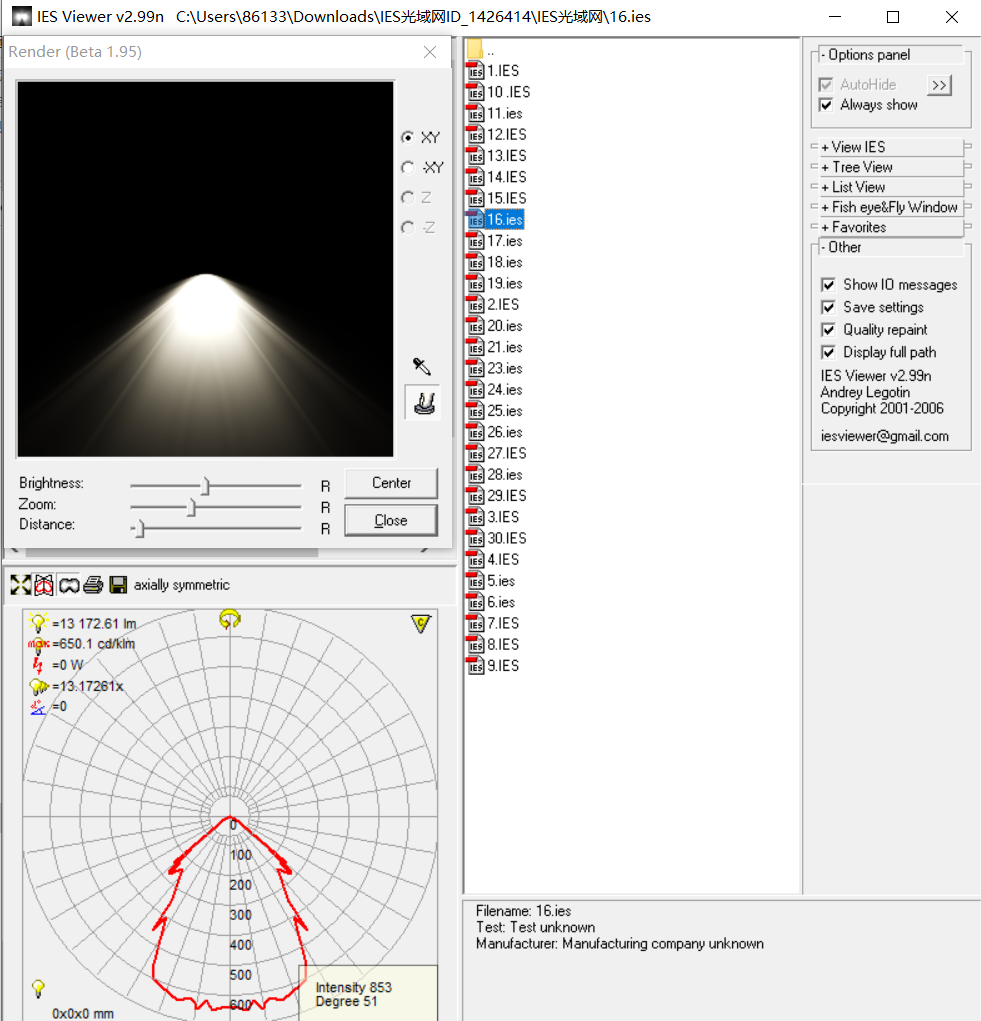 IES Viewer v2.99n C:\Users\86133\Downloads\IES光域网ID_1426414\IES光域网\16.ies
Render (Beta 1.95)
XY
-XY
Z
-Z
Brightness:
R
Center
Zoom:
R
Distance:
R
Close
axially symmetric
=13 172.61 lm
=650.1 cd/klm
=0 W
=13.17261x
=0
C
0
100
200
300
400
500
600
Intensity 853
Degree 51
0x0x0 mm
..
1.IES
10 .IES
11.ies
12.IES
13.IES
14.IES
15.IES
16.ies
17.ies
18.ies
19.ies
2.IES
20.ies
21.ies
23.ies
24.ies
25.ies
26.ies
27.IES
28.ies
29.IES
3.IES
30.IES
4.IES
5.ies
6.ies
7.IES
8.IES
9.IES
- Options panel
AutoHide
>>
Always show
+ View IES
+ Tree View
+ List View
+ Fish eye&Fly Window
+ Favorites
- Other
Show IO messages
Save settings
Quality repaint
Display full path
IES Viewer v2.99n
Andrey Legotin
Copyright 2001-2006
iesviewer@gmail.com
Filename: 16.ies
Test: Test unknown
Manufacturer: Manufacturing company unknown